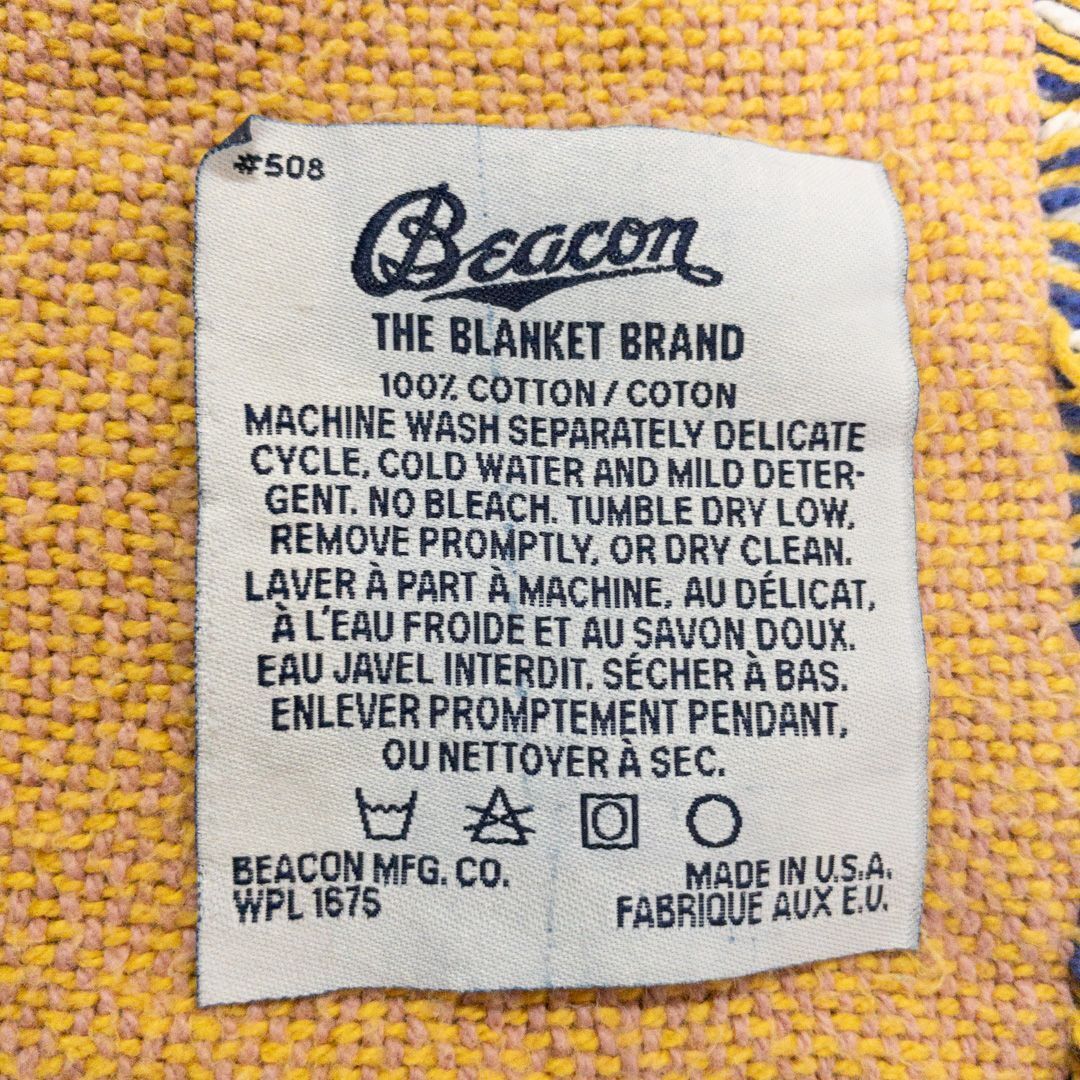 #508
Beacon
THE BLANKET BRAND
100% COTTON / COTON
MACHINE WASH SEPARATELY DELICATE
CYCLE, COLD WATER AND MILD DETER-
GENT. NO BLEACH. TUMBLE DRY LOW.
REMOVE PROMPTLY, OR DRY CLEAN.
LAVER À PART À MACHINE, AU DÉLICAT,
À L'EAU FROIDE ET AU SAVON DOUX.
EAU JAVEL INTERDIT. SÉCHER À BAS.
ENLEVER PROMPTEMENT PENDANT,
OU NETTOYER À SEC.
BEACON MFG. CO.
WPL 1675
MADE IN U.S.A.
FABRIQUE AUX E.U.